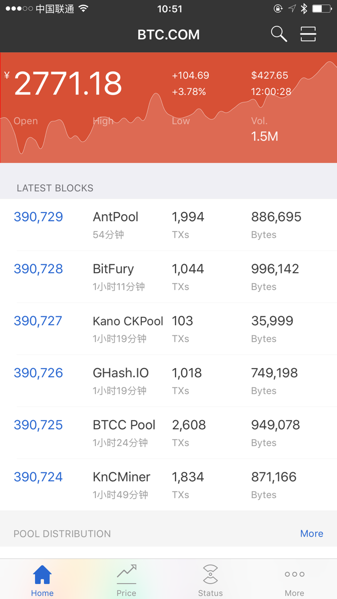 中国联通 10:51
BTC.COM
¥ 2771.18 +104.69 $427.65
+3.78% 12:00:28
Open High Low Vol.
1.5M
LATEST BLOCKS
390,729 AntPool 1,994 886,695
54分钟 TXs Bytes
390,728 BitFury 1,044 996,142
1小时11分钟 TXs Bytes
390,727 Kano CKPool 103 35,999
1小时19分钟 TXs Bytes
390,726 GHash.IO 1,018 749,198
1小时19分钟 TXs Bytes
390,725 BTCC Pool 2,608 949,078
1小时24分钟 TXs Bytes
390,724 KnCMiner 1,834 871,166
1小时49分钟 TXs Bytes
POOL DISTRIBUTION More
Home Price Status More